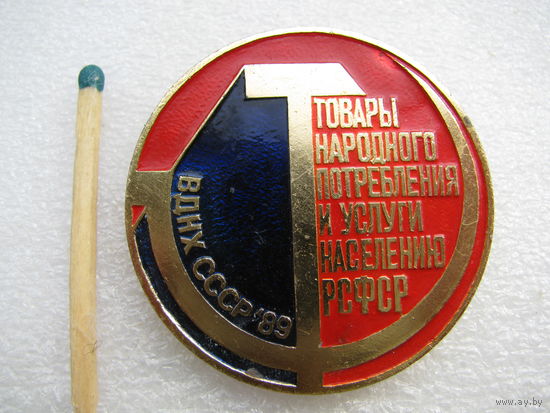 ТОВАРЫ
НАРОДНОГО
ПОТРЕБЛЕНИЯ
И УСЛУГИ
НАСЕЛЕНИЮ
РСФСР
ВДНХ СССР '89
www.ay.by